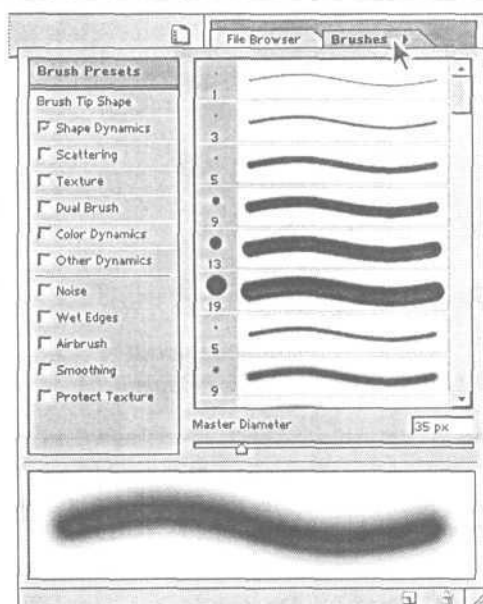 File Browser
Brushes
Brush Presets
Brush Tip Shape
Shape Dynamics
Scattering
Texture
Dual Brush
Color Dynamics
Other Dynamics
Noise
Wet Edges
Airbrush
Smoothing
Protect Texture
1
3
5
9
13
19
5
9
Master Diameter
35 px